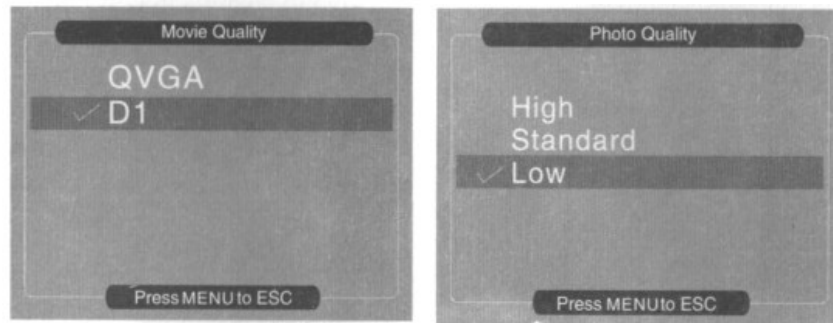 Movie Quality
QVGA
D1
Press MENU to ESC
Photo Quality
High
Standard
Low
Press MENU to ESC